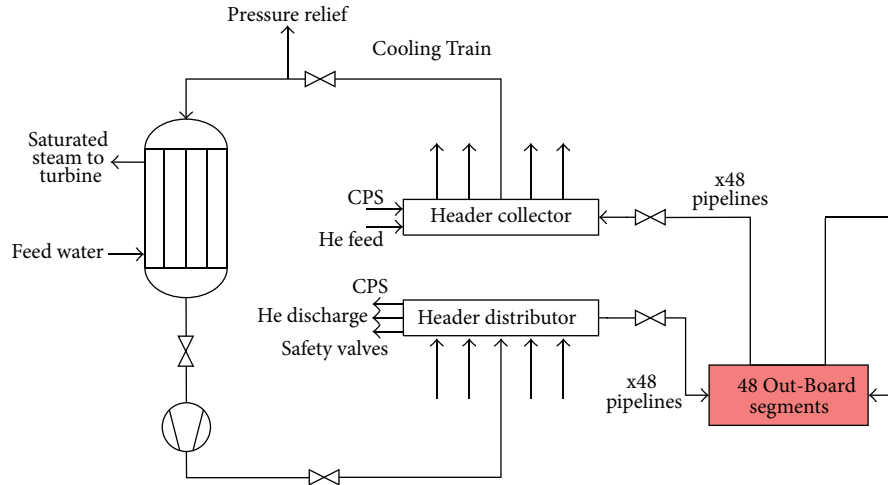 Pressure relief
Cooling Train
Saturated
steam to
turbine
Feed water
CPS
He feed
Header collector
x48
pipelines
CPS
He discharge
Safety valves
Header distributor
x48
pipelines
48 Out-Board
segments